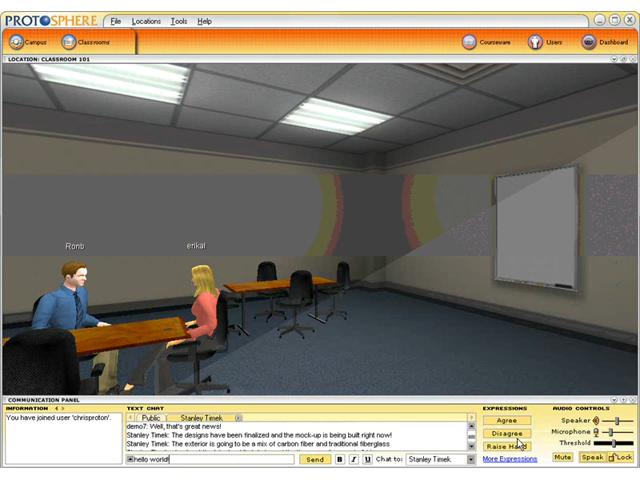 PROTOSPHERE File Locations Tools Help
Campus Classrooms Courseware Users Dashboard
LOCATION: CLASSROOM 101
Ronb erikal
COMMUNICATION PANEL
INFORMATION
You have joined user 'chrisproton'.
TEXT CHAT
Public Stanley Timek
demo7: Well, that's great news!
Stanley Timek: The designs have been finalized and the mock-up is being built right now!
Stanley Timek: The exterior is going to be a mix of carbon fiber and traditional fiberglass
hello world! Send B I U Chat to: Stanley Timek
EXPRESSIONS
Agree
Disagree
Raise Hand
More Expressions
AUDIO CONTROLS
Speaker
Microphone
Threshold
Mute Speak Lock